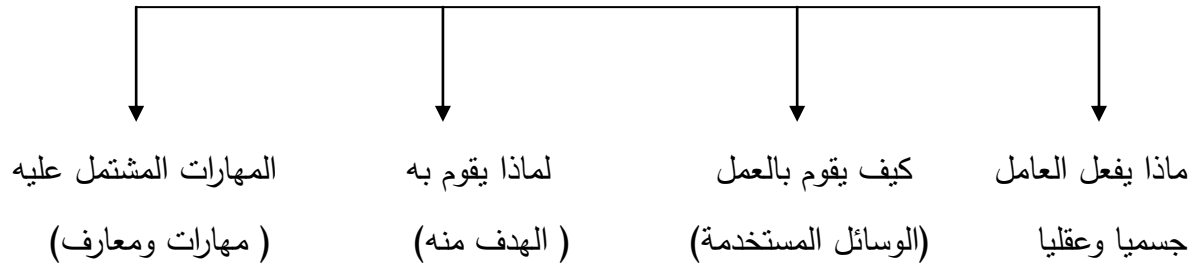 ماذا يفعل العامل
جسميا وعقليا
كيف يقوم بالعمل
(الوسائل المستخدمة)
لماذا يقوم به
( الهدف منه)
المهارات المشتمل عليه
( مهارات ومعارف)